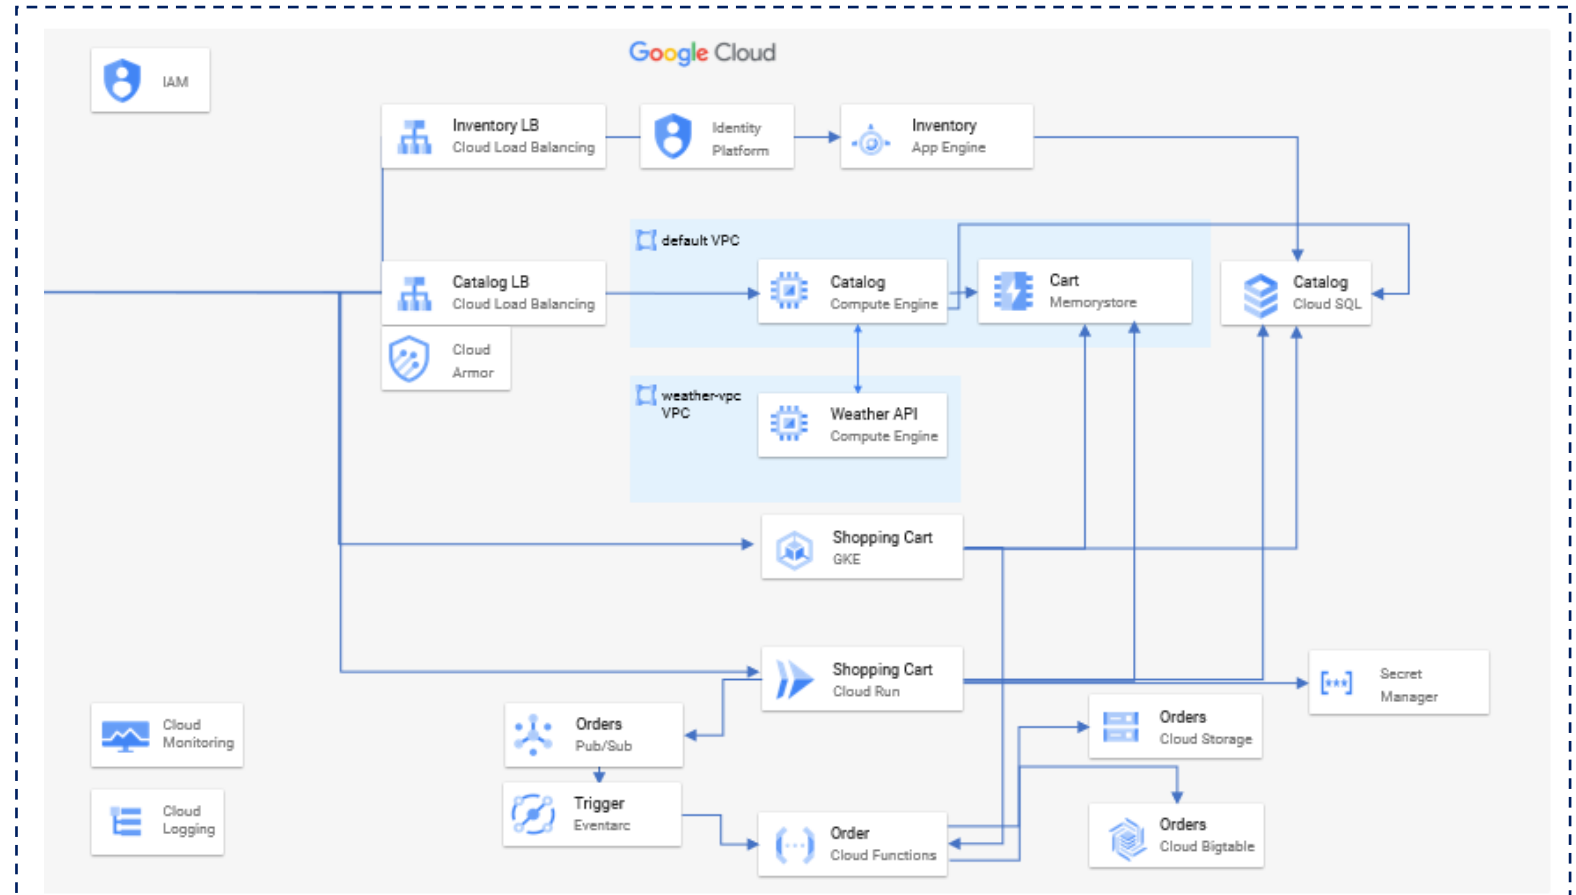 Google Cloud
IAM
Inventory LB
Cloud Load Balancing
Identity
Platform
Inventory
App Engine
default VPC
Catalog LB
Cloud Load Balancing
Catalog
Compute Engine
Cart
Memorystore
Catalog
Cloud SQL
Cloud
Armor
weather-vpc
VPC
Weather API
Compute Engine
Shopping Cart
GKE
Shopping Cart
Cloud Run
Secret
Manager
Cloud
Monitoring
Orders
Pub/Sub
Orders
Cloud Storage
Cloud
Logging
Trigger
Eventarc
Order
Cloud Functions
Orders
Cloud Bigtable